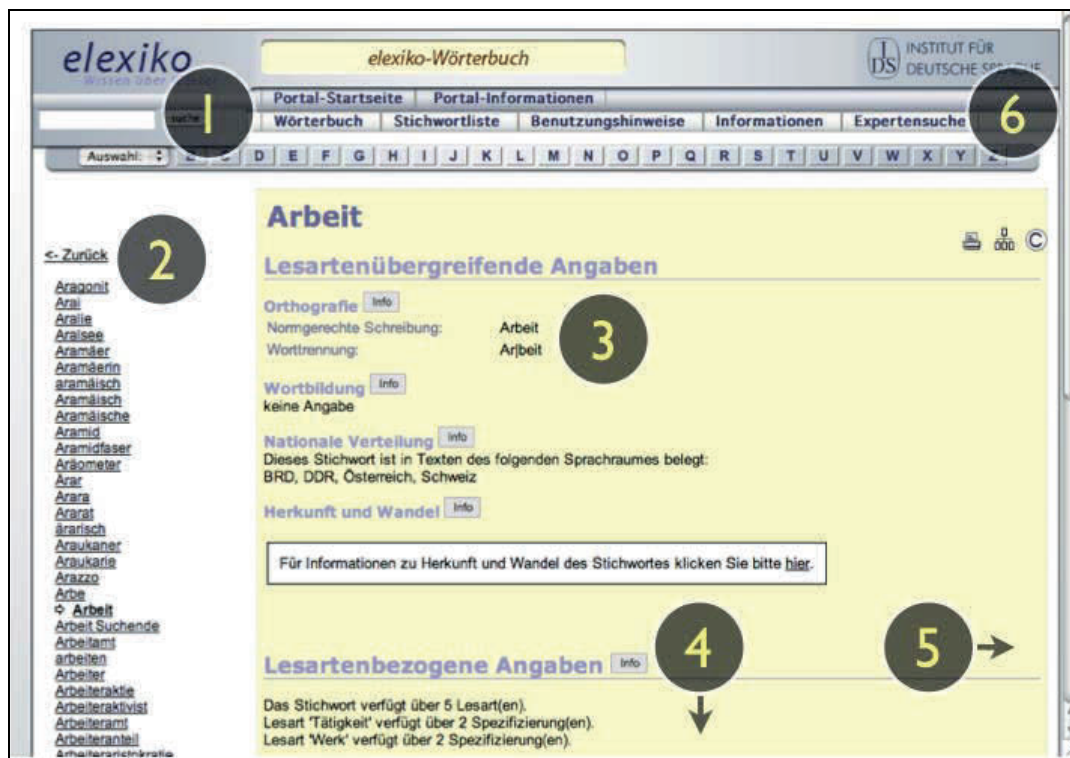 elexiko
Wissen über Wörter
elexiko-Wörterbuch
IDS INSTITUT FÜR
DEUTSCHE SPRACHE
Portal-Startseite Portal-Informationen
1
suche
Wörterbuch Stichwortliste Benutzungshinweise Informationen Expertensuche
6
Auswahl: D E F G H I J K L M N O P Q R S T U V W X Y Z
2
<- Zurück
Aragonit
Arai
Aralie
Aralsee
Aramäer
Aramäerin
aramäisch
Aramäisch
Aramäische
Aramid
Aramidfaser
Aräometer
Arar
Arara
Ararat
ärarisch
Araukaner
Araukarie
Arazzo
Arbe
⇨ Arbeit
Arbeit Suchende
Arbeitamt
arbeiten
Arbeiter
Arbeiteraktie
Arbeiteraktivist
Arbeiteramt
Arbeiteranteil
Arbeiteraristokratie
Arbeit
©
Lesartenübergreifende Angaben
Orthografie Info
Normgerechte Schreibung: Arbeit
Worttrennung: Ar|beit
3
Wortbildung Info
keine Angabe
Nationale Verteilung Info
Dieses Stichwort ist in Texten des folgenden Sprachraumes belegt:
BRD, DDR, Österreich, Schweiz
Herkunft und Wandel Info
Für Informationen zu Herkunft und Wandel des Stichwortes klicken Sie bitte hier.
4
5
Lesartenbezogene Angaben Info
Das Stichwort verfügt über 5 Lesart(en).
Lesart 'Tätigkeit' verfügt über 2 Spezifizierung(en).
Lesart 'Werk' verfügt über 2 Spezifizierung(en).